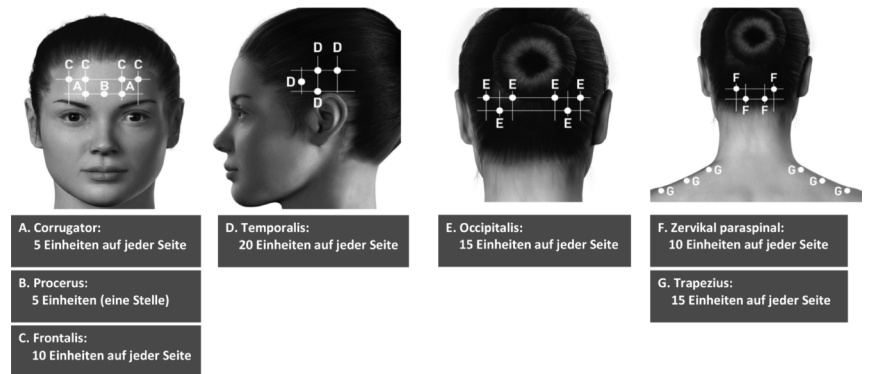 C C C C
A B A
D D
D
D
E E E E
E E
F F
F F
G G G G G G
A. Corrugator:
5 Einheiten auf jeder Seite
B. Procerus:
5 Einheiten (eine Stelle)
C. Frontalis:
10 Einheiten auf jeder Seite
D. Temporalis:
20 Einheiten auf jeder Seite
E. Occipitalis:
15 Einheiten auf jeder Seite
F. Zervikal paraspinal:
10 Einheiten auf jeder Seite
G. Trapezius:
15 Einheiten auf jeder Seite